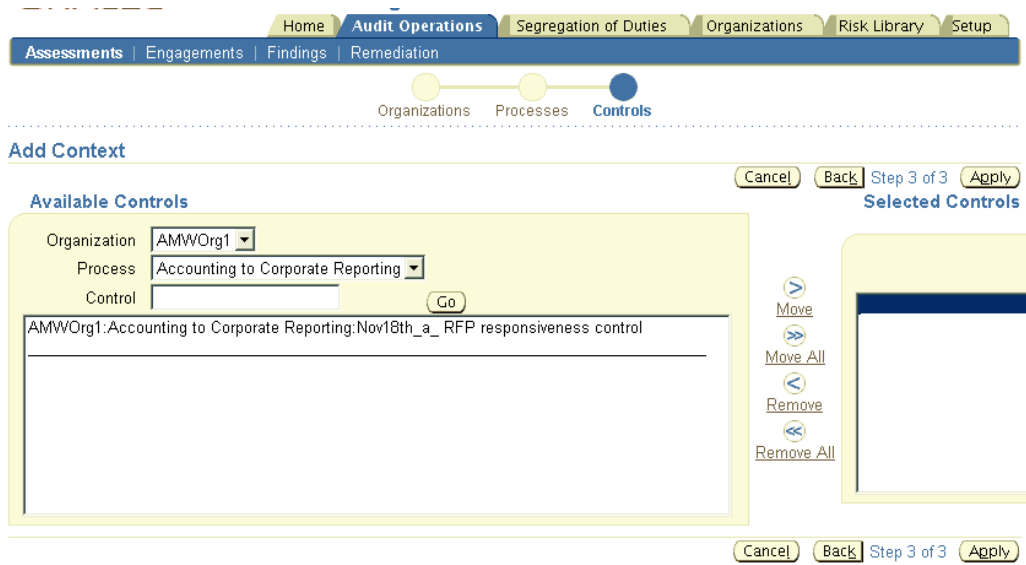 Home Audit Operations Segregation of Duties Organizations Risk Library Setup
Assessments | Engagements | Findings | Remediation
Organizations Processes Controls
Add Context
Cancel Back Step 3 of 3 Apply
Available Controls Selected Controls
Organization AMWOrg1
Process Accounting to Corporate Reporting
Control Go
AMWOrg1:Accounting to Corporate Reporting:Nov18th_a_ RFP responsiveness control
Move
Move All
Remove
Remove All
Cancel Back Step 3 of 3 Apply